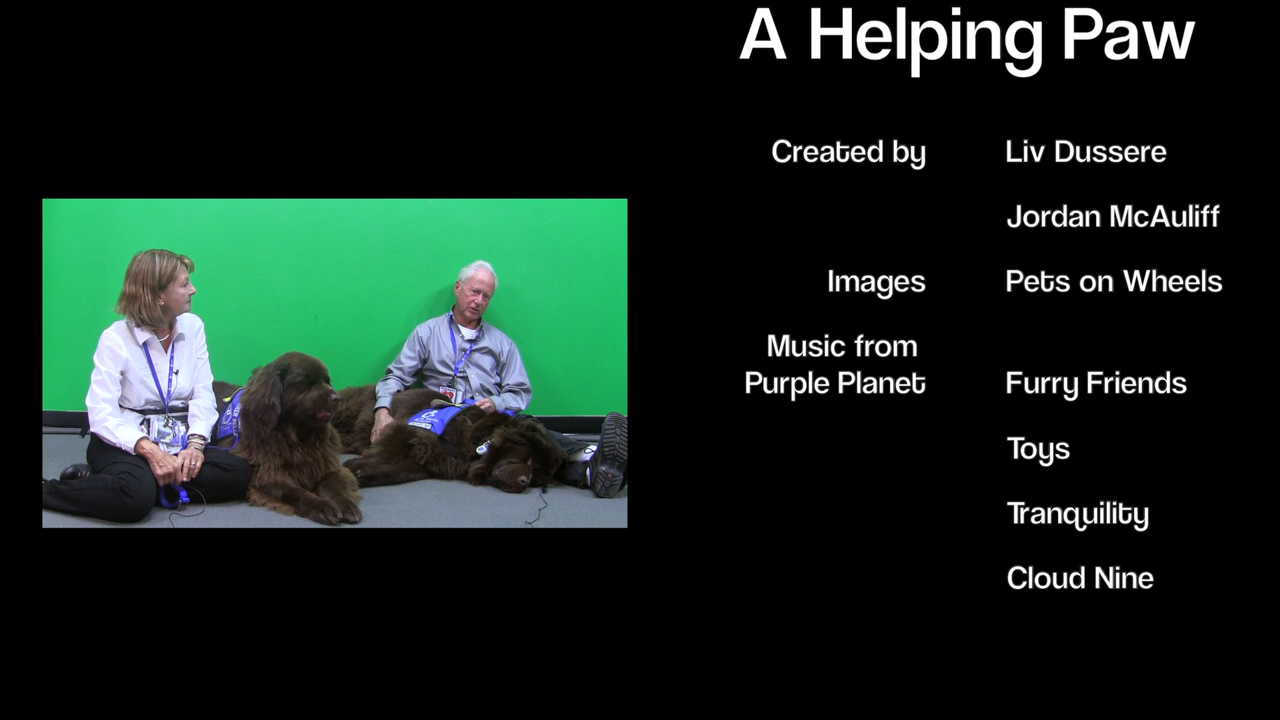 A Helping Paw
Created by Liv Dussere
Jordan McAuliff
Images Pets on Wheels
Music from
Purple Planet Furry Friends
Toys
Tranquility
Cloud Nine